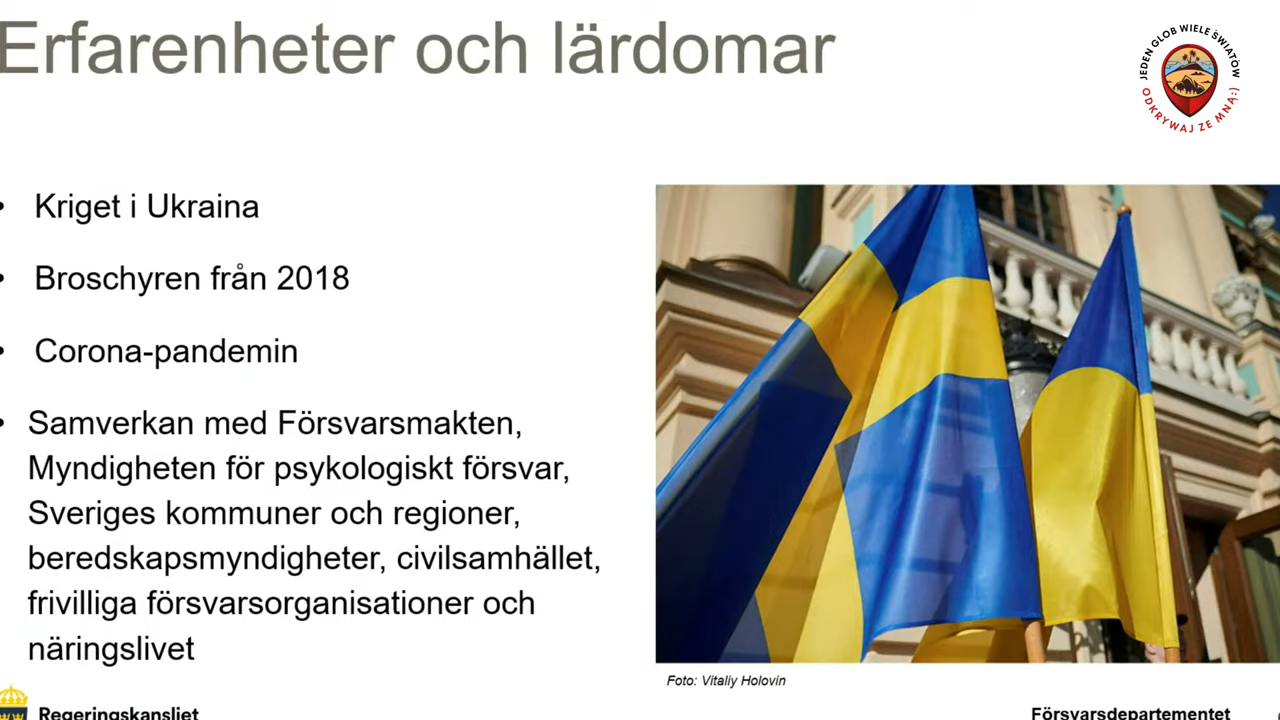 Erfarenheter och lärdomar
JEDEN GLOB WIELE ŚWIATÓW
ODKRYWAJ ZE MNĄ:)
• Kriget i Ukraina
• Broschyren från 2018
• Corona-pandemin
• Samverkan med Försvarsmakten,
Myndigheten för psykologiskt försvar,
Sveriges kommuner och regioner,
beredskapsmyndigheter, civilsamhället,
frivilliga försvarsorganisationer och
näringslivet
Foto: Vitaliy Holovin
Regeringskansliet
Försvarsdepartementet